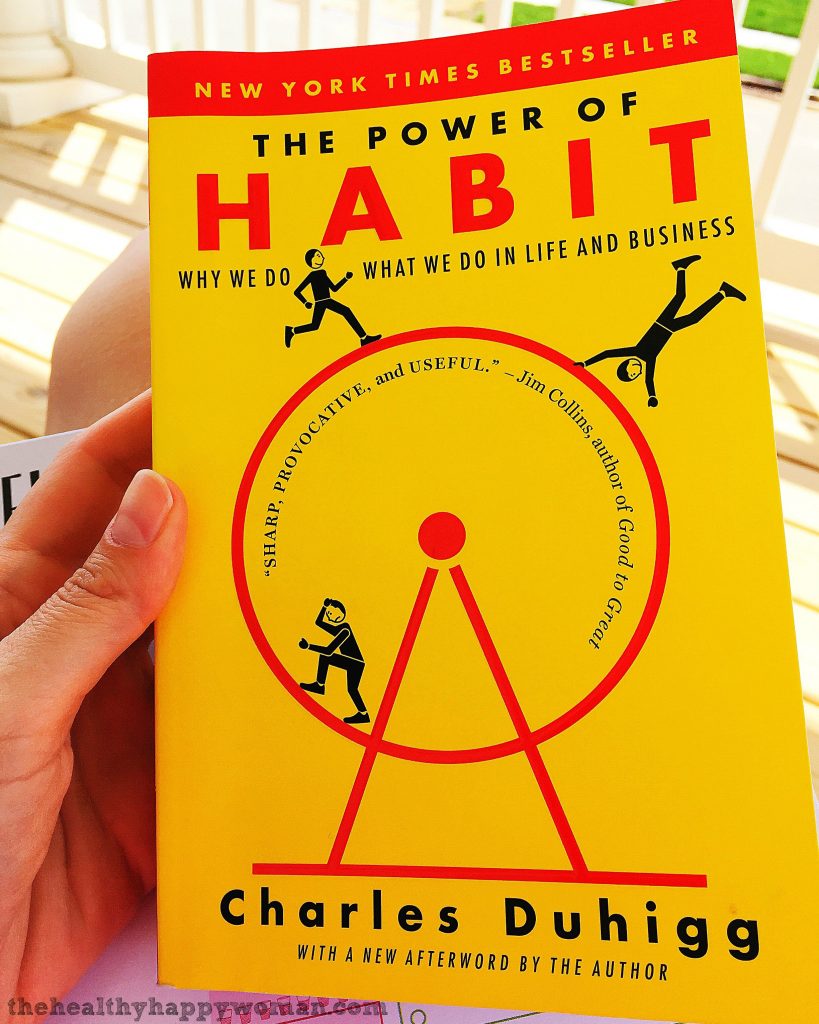 NEW YORK TIMES BESTSELLER
THE POWER OF
HABIT
WHY WE DO WHAT WE DO IN LIFE AND BUSINESS
“SHARP, PROVOCATIVE, and USEFUL.” – Jim Collins, author of Good to Great
Charles Duhigg
WITH A NEW AFTERWORD BY THE AUTHOR
thehealthyhappywoman.com